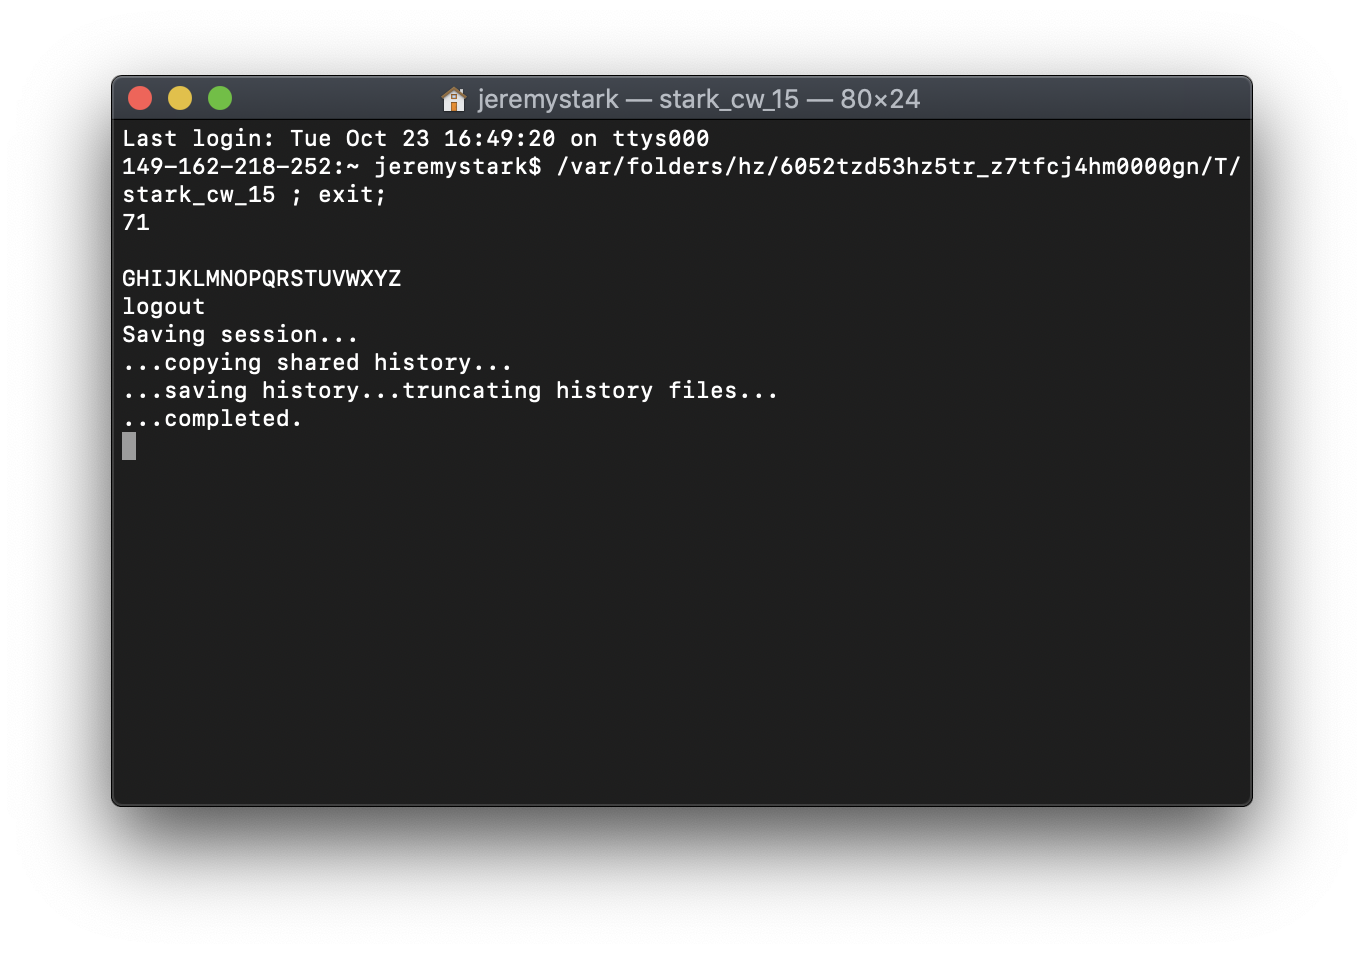 jeremystark — stark_cw_15 — 80×24
Last login: Tue Oct 23 16:49:20 on ttys000
149-162-218-252:~ jeremystark$ /var/folders/hz/6052tzd53hz5tr_z7tfcj4hm0000gn/T/
stark_cw_15 ; exit;
71
GHIJKLMNOPQRSTUVWXYZ
logout
Saving session...
...copying shared history...
...saving history...truncating history files...
...completed.